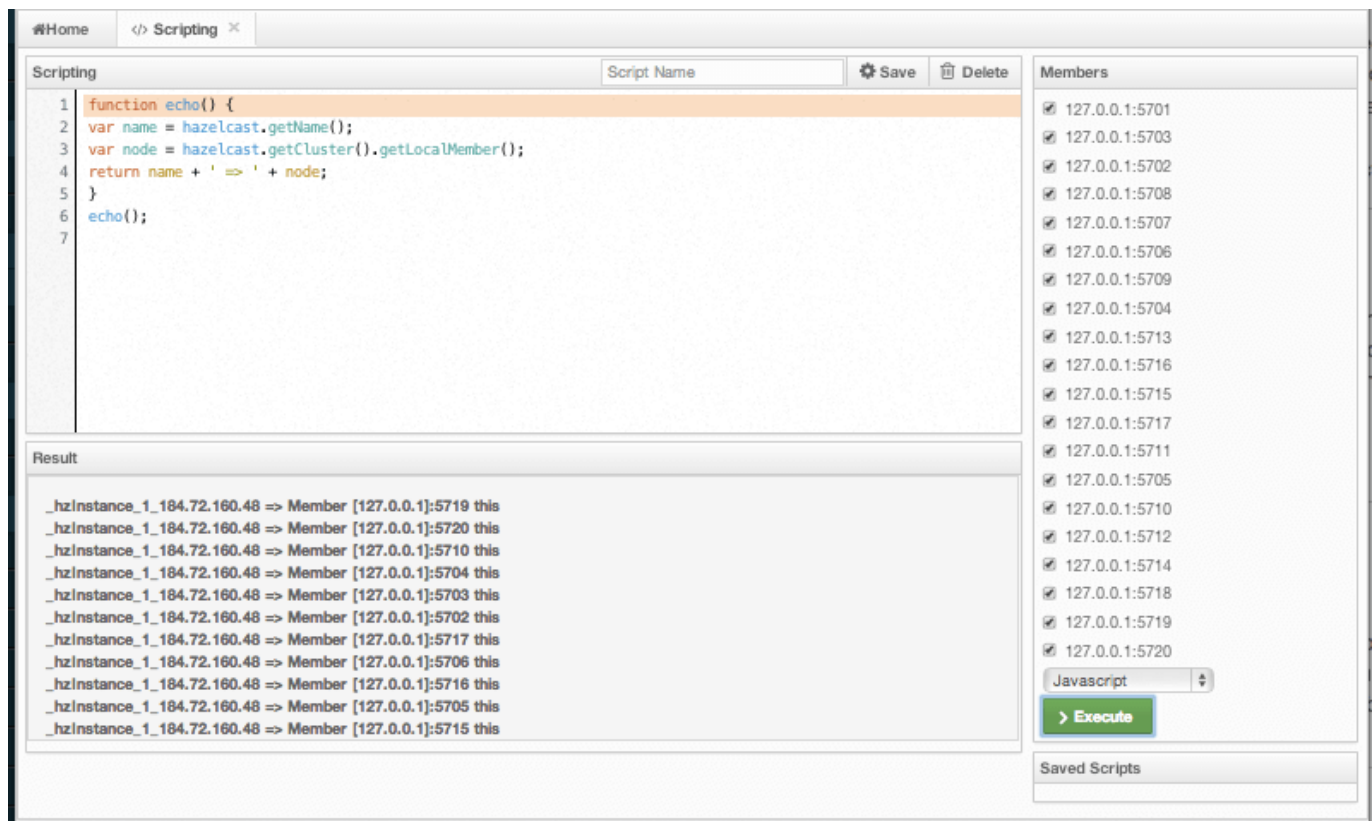 Home
</> Scripting ×
Scripting
Script Name
Save
Delete
1 function echo() {
2 var name = hazelcast.getName();
3 var node = hazelcast.getCluster().getLocalMember();
4 return name + ' => ' + node;
5 }
6 echo();
7
Result
_hzInstance_1_184.72.160.48 => Member [127.0.0.1]:5719 this
_hzInstance_1_184.72.160.48 => Member [127.0.0.1]:5720 this
_hzInstance_1_184.72.160.48 => Member [127.0.0.1]:5710 this
_hzInstance_1_184.72.160.48 => Member [127.0.0.1]:5704 this
_hzInstance_1_184.72.160.48 => Member [127.0.0.1]:5703 this
_hzInstance_1_184.72.160.48 => Member [127.0.0.1]:5702 this
_hzInstance_1_184.72.160.48 => Member [127.0.0.1]:5717 this
_hzInstance_1_184.72.160.48 => Member [127.0.0.1]:5706 this
_hzInstance_1_184.72.160.48 => Member [127.0.0.1]:5716 this
_hzInstance_1_184.72.160.48 => Member [127.0.0.1]:5705 this
_hzInstance_1_184.72.160.48 => Member [127.0.0.1]:5715 this
Members
127.0.0.1:5701
127.0.0.1:5703
127.0.0.1:5702
127.0.0.1:5708
127.0.0.1:5707
127.0.0.1:5706
127.0.0.1:5709
127.0.0.1:5704
127.0.0.1:5713
127.0.0.1:5716
127.0.0.1:5715
127.0.0.1:5717
127.0.0.1:5711
127.0.0.1:5705
127.0.0.1:5710
127.0.0.1:5712
127.0.0.1:5714
127.0.0.1:5718
127.0.0.1:5719
127.0.0.1:5720
Javascript
> Execute
Saved Scripts